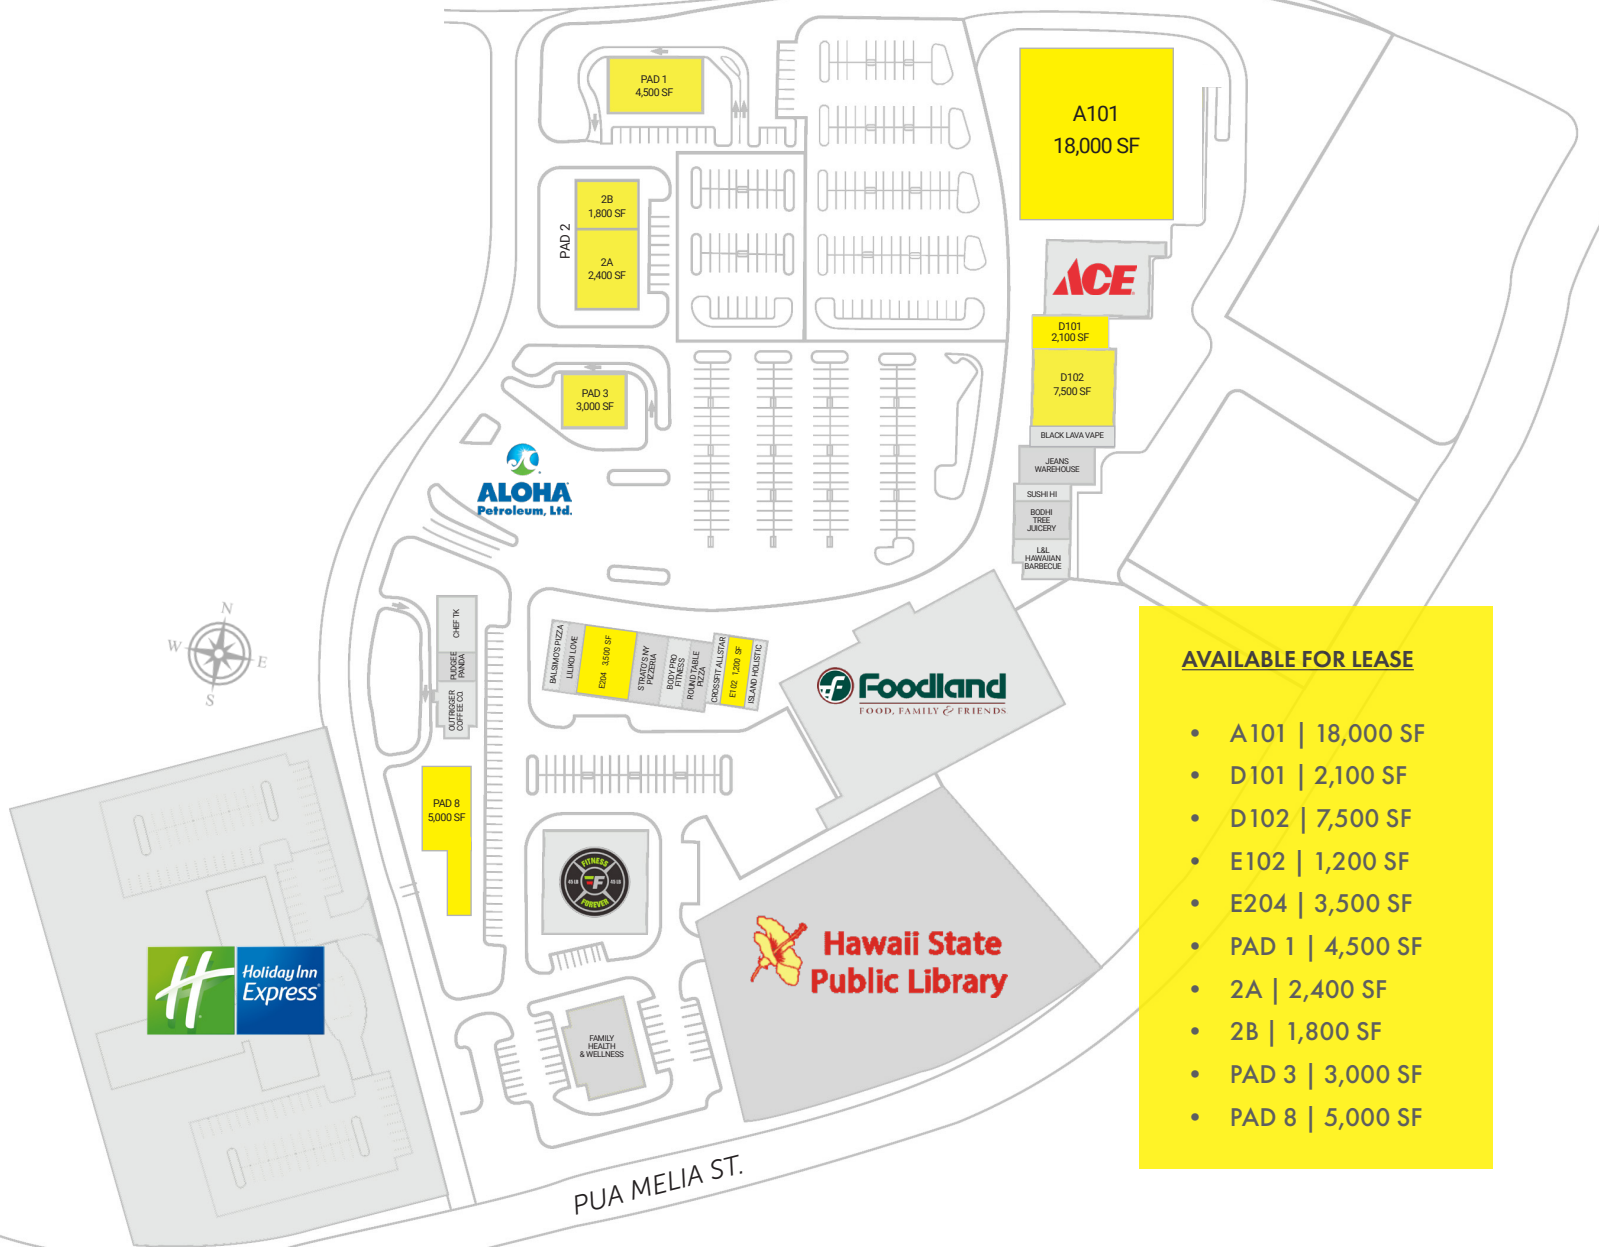 PAD 1
4,500 SF
A101
18,000 SF
PAD 2
2B
1,800 SF
2A
2,400 SF
ACE
D101
2,100 SF
D102
7,500 SF
PAD 3
3,000 SF
BLACK LAVA VAPE
JEANS
WAREHOUSE
SUSHI HI
BODHI
TREE
JUICERY
L&L
HAWAIIAN
BARBECUE
ALOHA
Petroleum, Ltd.
N
W
E
S
CHEF TK
FUDGEE
PANDA
OUTRIGGER
COFFEE CO.
BALSIMO'S PIZZA
LILIKOI LOVE
E204 3,500 SF
STRATO'S NY
PIZZERIA
BODY PRO
FITNESS
ROUND TABLE
PIZZA
CROSSFIT ALLSTAR
E102 1,200 SF
ISLAND HOLISTIC
Foodland
FOOD, FAMILY & FRIENDS
PAD 8
5,000 SF
FITNESS
45 LB
F
45 LB
FOREVER
Hawaii State
Public Library
H
Holiday Inn
Express
FAMILY
HEALTH
& WELLNESS
PUA MELIA ST.
AVAILABLE FOR LEASE
• A101 | 18,000 SF
• D101 | 2,100 SF
• D102 | 7,500 SF
• E102 | 1,200 SF
• E204 | 3,500 SF
• PAD 1 | 4,500 SF
• 2A | 2,400 SF
• 2B | 1,800 SF
• PAD 3 | 3,000 SF
• PAD 8 | 5,000 SF